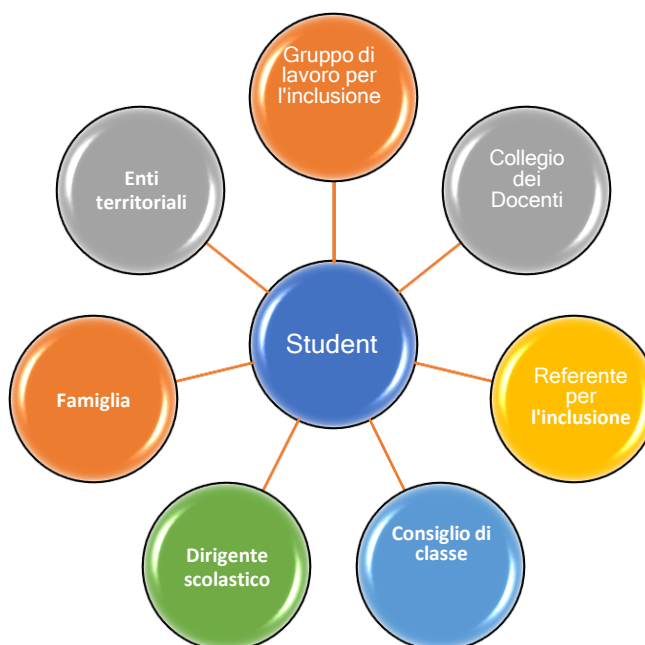 Gruppo di
lavoro per
l'inclusione
Collegio
dei
Docenti
Enti
territoriali
Student
Referente
per
l'inclusione
Famiglia
Consiglio di
classe
Dirigente
scolastico